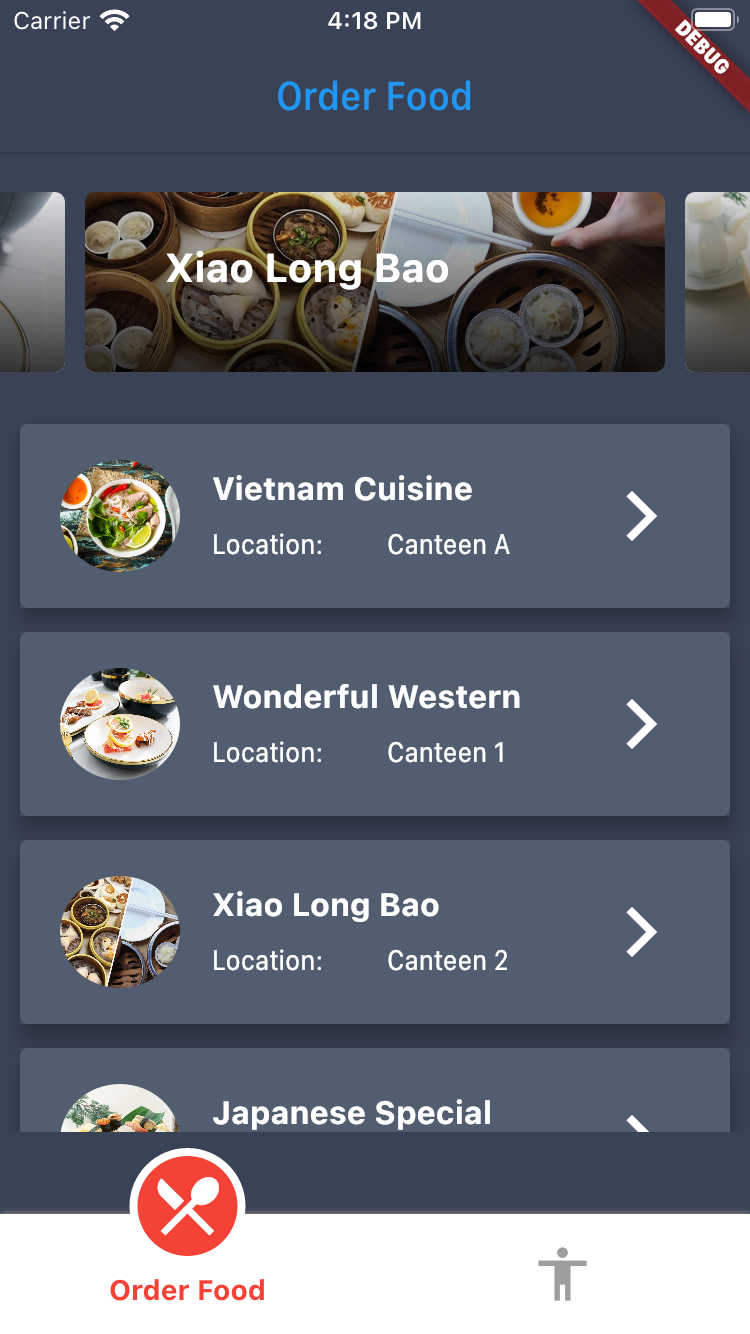 Carrier 4:18 PM
DEBUG
Order Food
Xiao Long Bao
Vietnam Cuisine
Location: Canteen A
Wonderful Western
Location: Canteen 1
Xiao Long Bao
Location: Canteen 2
Japanese Special
Order Food